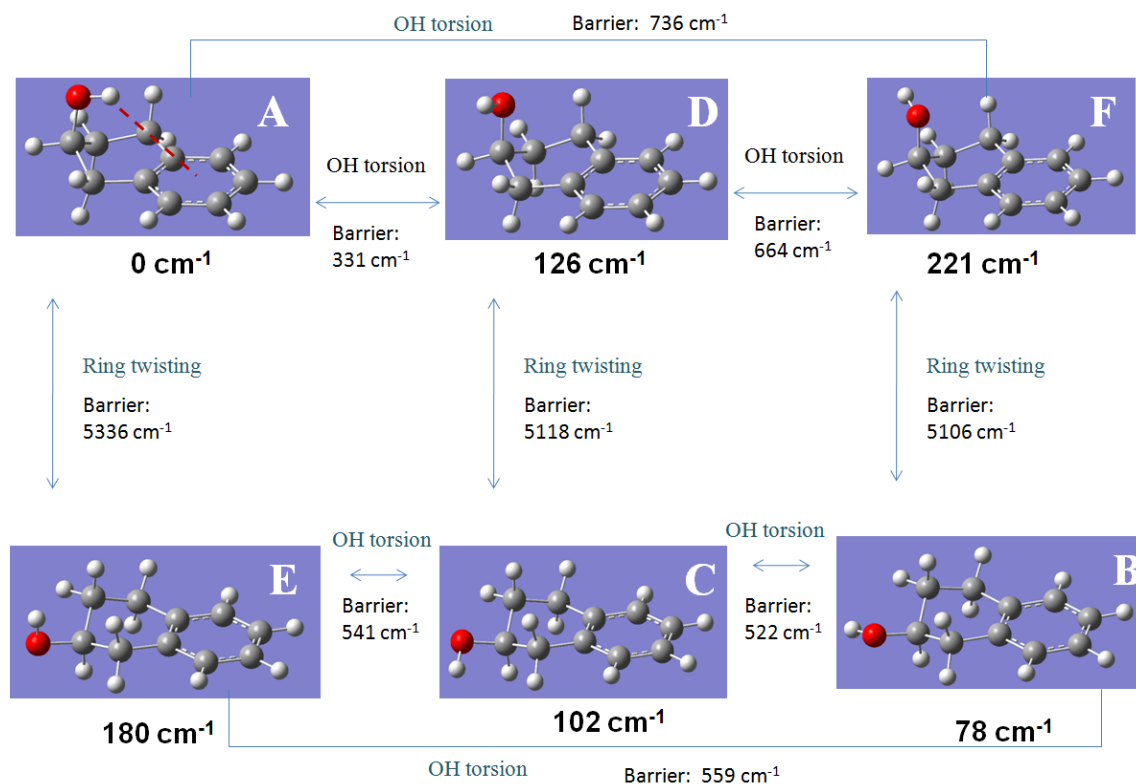 OH torsion Barrier: 736 cm-1
A
D
F
OH torsion
Barrier:
331 cm-1
OH torsion
Barrier:
664 cm-1
0 cm-1
126 cm-1
221 cm-1
Ring twisting
Barrier:
5336 cm-1
Ring twisting
Barrier:
5118 cm-1
Ring twisting
Barrier:
5106 cm-1
E
C
B
OH torsion
Barrier:
541 cm-1
OH torsion
Barrier:
522 cm-1
180 cm-1
102 cm-1
78 cm-1
OH torsion Barrier: 559 cm-1